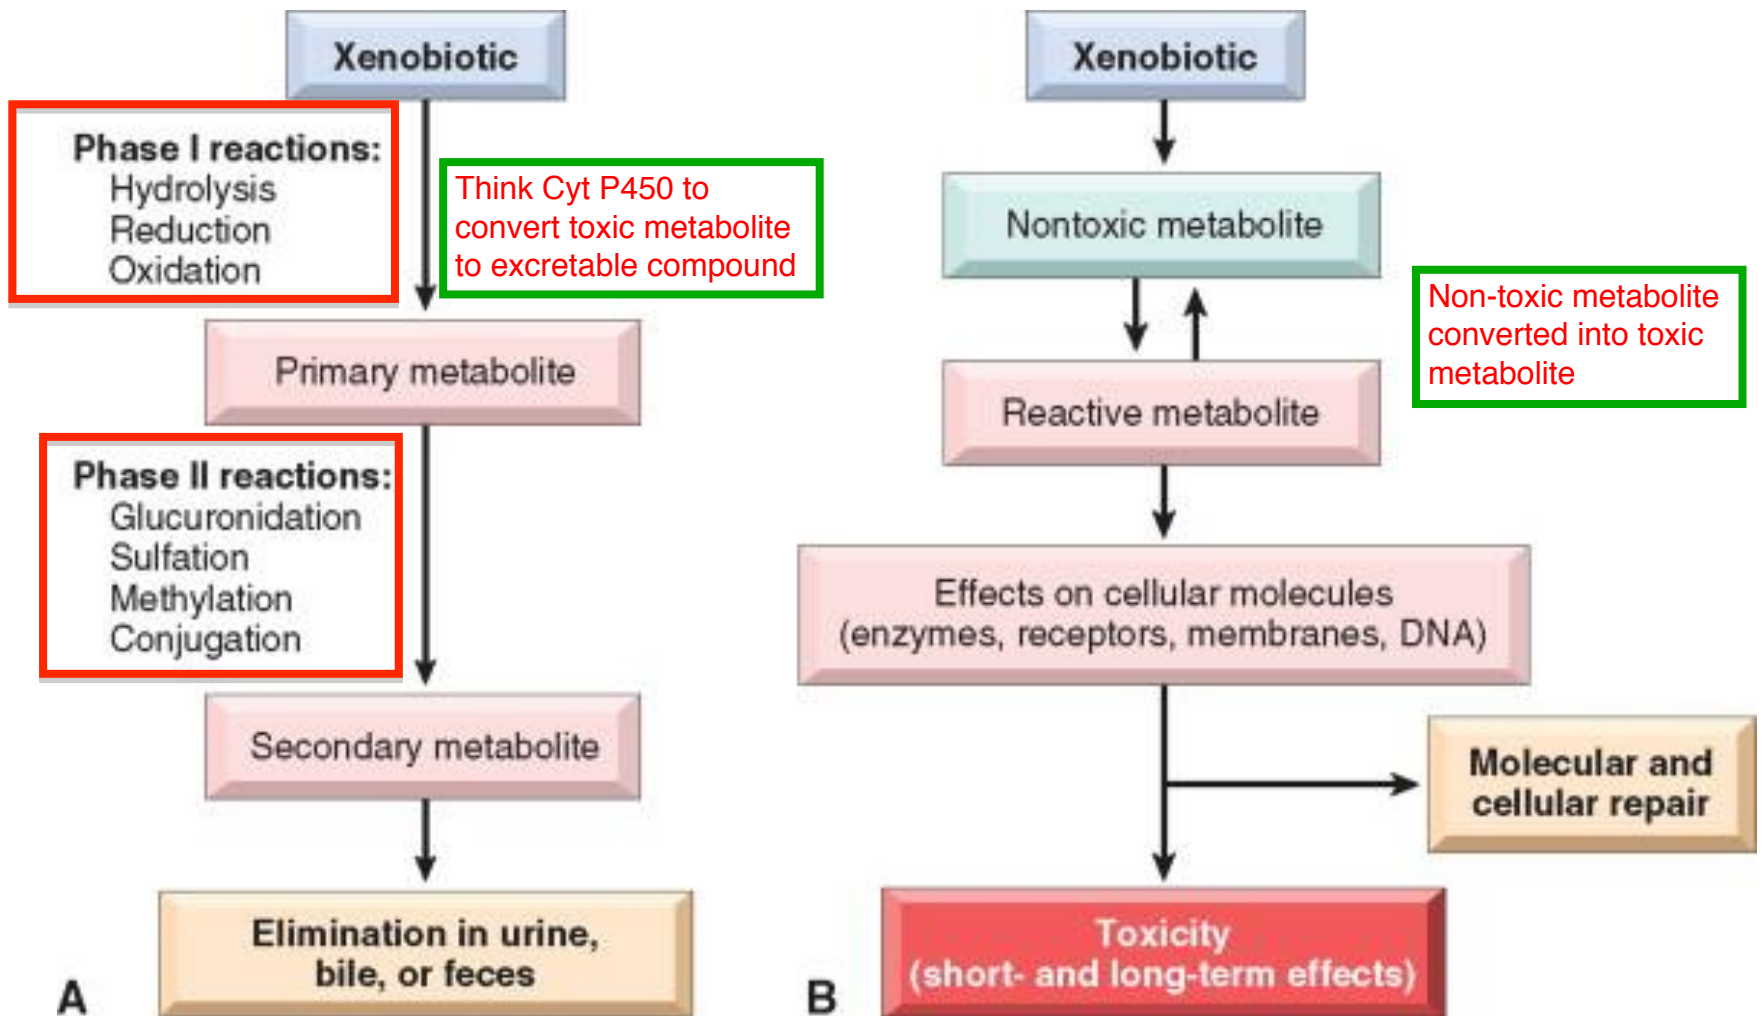 Xenobiotic
Phase I reactions:
Hydrolysis
Reduction
Oxidation
Think Cyt P450 to
convert toxic metabolite
to excretable compound
Primary metabolite
Phase II reactions:
Glucuronidation
Sulfation
Methylation
Conjugation
Secondary metabolite
Elimination in urine,
bile, or feces
A
Xenobiotic
Nontoxic metabolite
Non-toxic metabolite
converted into toxic
metabolite
Reactive metabolite
Effects on cellular molecules
(enzymes, receptors, membranes, DNA)
Molecular and
cellular repair
Toxicity
(short- and long-term effects)
B